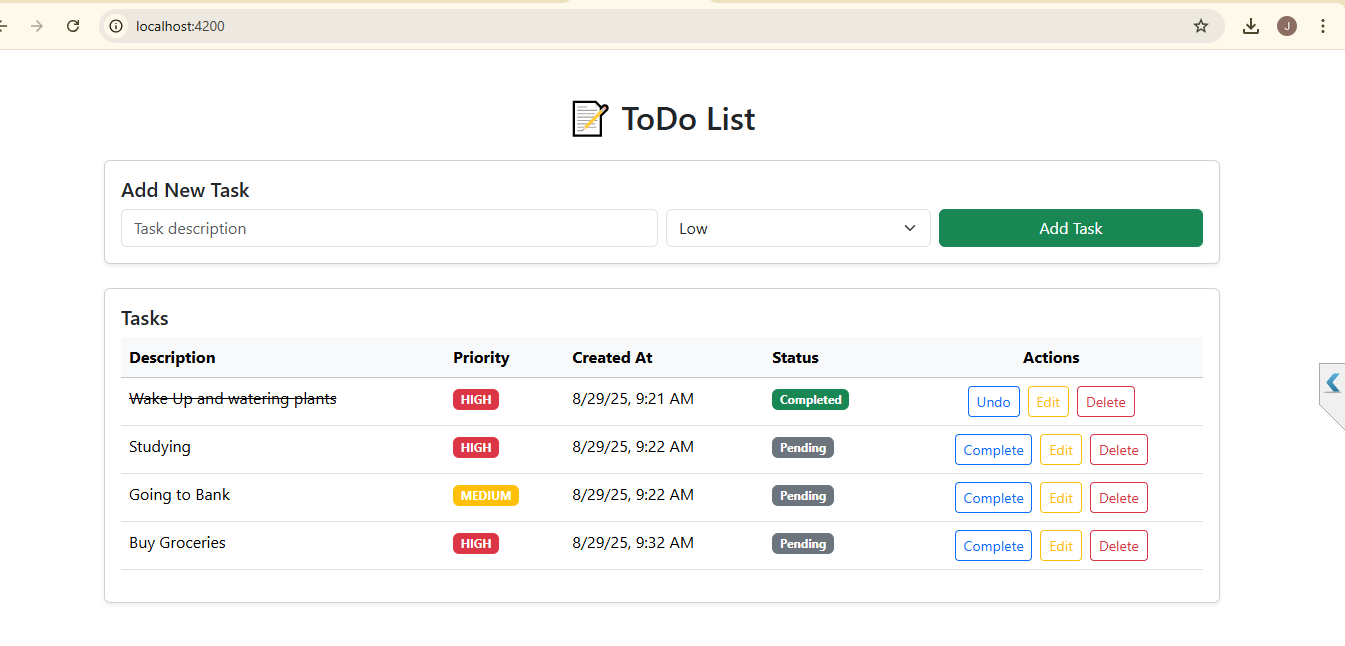 localhost:4200
J
ToDo List
Add New Task
Task description Low Add Task
Tasks
Description Priority Created At Status Actions
Wake Up and watering plants HIGH 8/29/25, 9:21 AM Completed Undo Edit Delete
Studying HIGH 8/29/25, 9:22 AM Pending Complete Edit Delete
Going to Bank MEDIUM 8/29/25, 9:22 AM Pending Complete Edit Delete
Buy Groceries HIGH 8/29/25, 9:32 AM Pending Complete Edit Delete